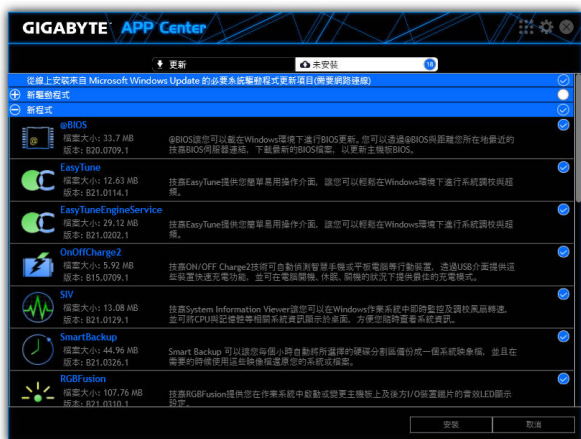 GIGABYTE APP Center
更新
未安裝 18
從線上安裝來自 Microsoft Windows Update 的必要系統驅動程式更新項目(需要網路連線)
新驅動程式
新程式
@BIOS
檔案大小: 33.7 MB
版本: B20.0709.1
@BIOS讓您可以載在Windows環境下進行BIOS更新。您可以透過@BIOS與距離您所在地最近的
技嘉BIOS伺服器連結，下載最新的BIOS檔案，以更新主機板BIOS。
EasyTune
檔案大小: 12.63 MB
版本: B21.0114.1
技嘉EasyTune提供您簡單易用操作介面，讓您可以輕鬆在Windows環境下進行系統調校與超
頻。
EasyTuneEngineService
檔案大小: 29.12 MB
版本: B21.0202.1
技嘉EasyTune提供您簡單易用操作介面，讓您可以輕鬆在Windows環境下進行系統調校與超
頻。
OnOffCharge2
檔案大小: 5.92 MB
版本: B15.0709.1
技嘉ON/OFF Charge2技術可自動偵測智慧手機或平板電腦等行動裝置，透過USB介面提供這
些裝置快速充電功能，並可在電腦開機、休眠、關機的狀況下提供最佳的充電模式。
SIV
檔案大小: 13.08 MB
版本: B21.0129.1
技嘉System Information Viewer讓您可以在Windows作業系統中即時監控及調校風扇轉速，
並可將CPU與記憶體等相關系統資訊顯示於桌面，方便您隨時查看系統資訊。
SmartBackup
檔案大小: 44.96 MB
版本: B21.0326.1
Smart Backup 可以讓您每個小時自動將所選擇的硬碟分割區備份成一個系統映象檔，並且在
需要的時候使用這些映像檔還原您的系統或檔案。
RGBFusion
檔案大小: 107.76 MB
版本: B21.0310.1
技嘉RGBFusion提供您在作業系統中啟動或變更主機板上及後方I/O裝置鐵片的音效LED顯示
設定。
安裝
取消